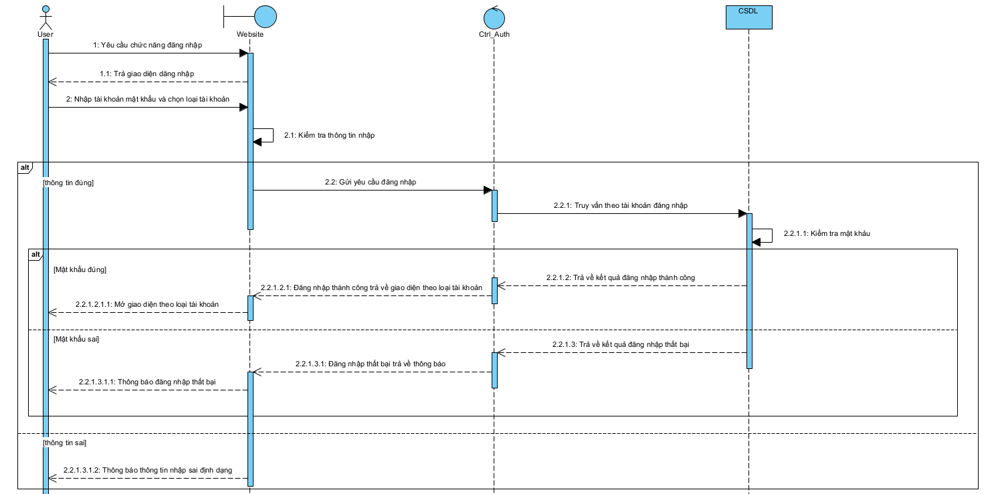 User
Website
Ctrl_Auth
CSDL
1: Yêu cầu chức năng đăng nhập
1.1: Trả giao diện dăng nhập
2: Nhập tài khoản mật khẩu và chọn loại tài khoản
2.1: Kiểm tra thông tin nhập
alt
[thông tin đúng]
2.2: Gửi yêu cầu đăng nhập
2.2.1: Truy vấn theo tài khoản đăng nhập
2.2.1.1: Kiểm tra mật khảu
alt
[Mật khẩu đúng]
2.2.1.2: Trả về kết quả đăng nhập thành công
2.2.1.2.1: Đăng nhập thành công trả về giao diện theo loại tài khoản
2.2.1.2.1.1: Mở giao diện theo loại tài khoản
[Mật khẩu sai]
2.2.1.3: Trả về kết quả đăng nhập thất bại
2.2.1.3.1: Đăng nhập thất bại trả về thông báo
2.2.1.3.1.1: Thông báo đăng nhập thất bại
[thông tin sai]
2.2.1.3.1.2: Thông báo thông tin nhập sai định dạng